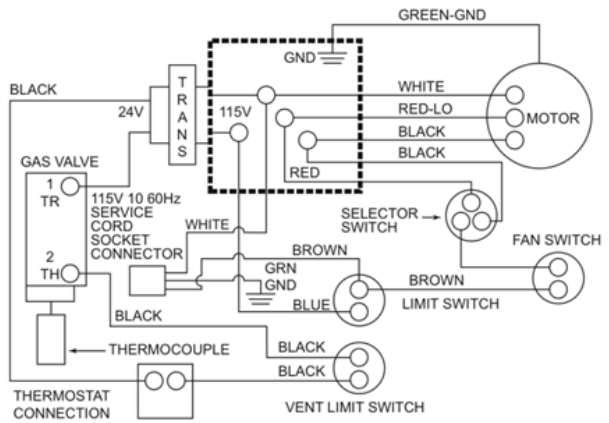 GREEN-GND
GND
BLACK
T
R
A
N
S
WHITE
24V
115V
RED-LO
MOTOR
BLACK
BLACK
GAS VALVE
RED
1
TR
115V 10 60Hz
SERVICE
CORD
SOCKET
CONNECTOR
WHITE
SELECTOR
SWITCH
FAN SWITCH
2
TH
BROWN
GRN
GND
BROWN
LIMIT SWITCH
BLUE
BLACK
THERMOCOUPLE
BLACK
BLACK
THERMOSTAT
CONNECTION
VENT LIMIT SWITCH